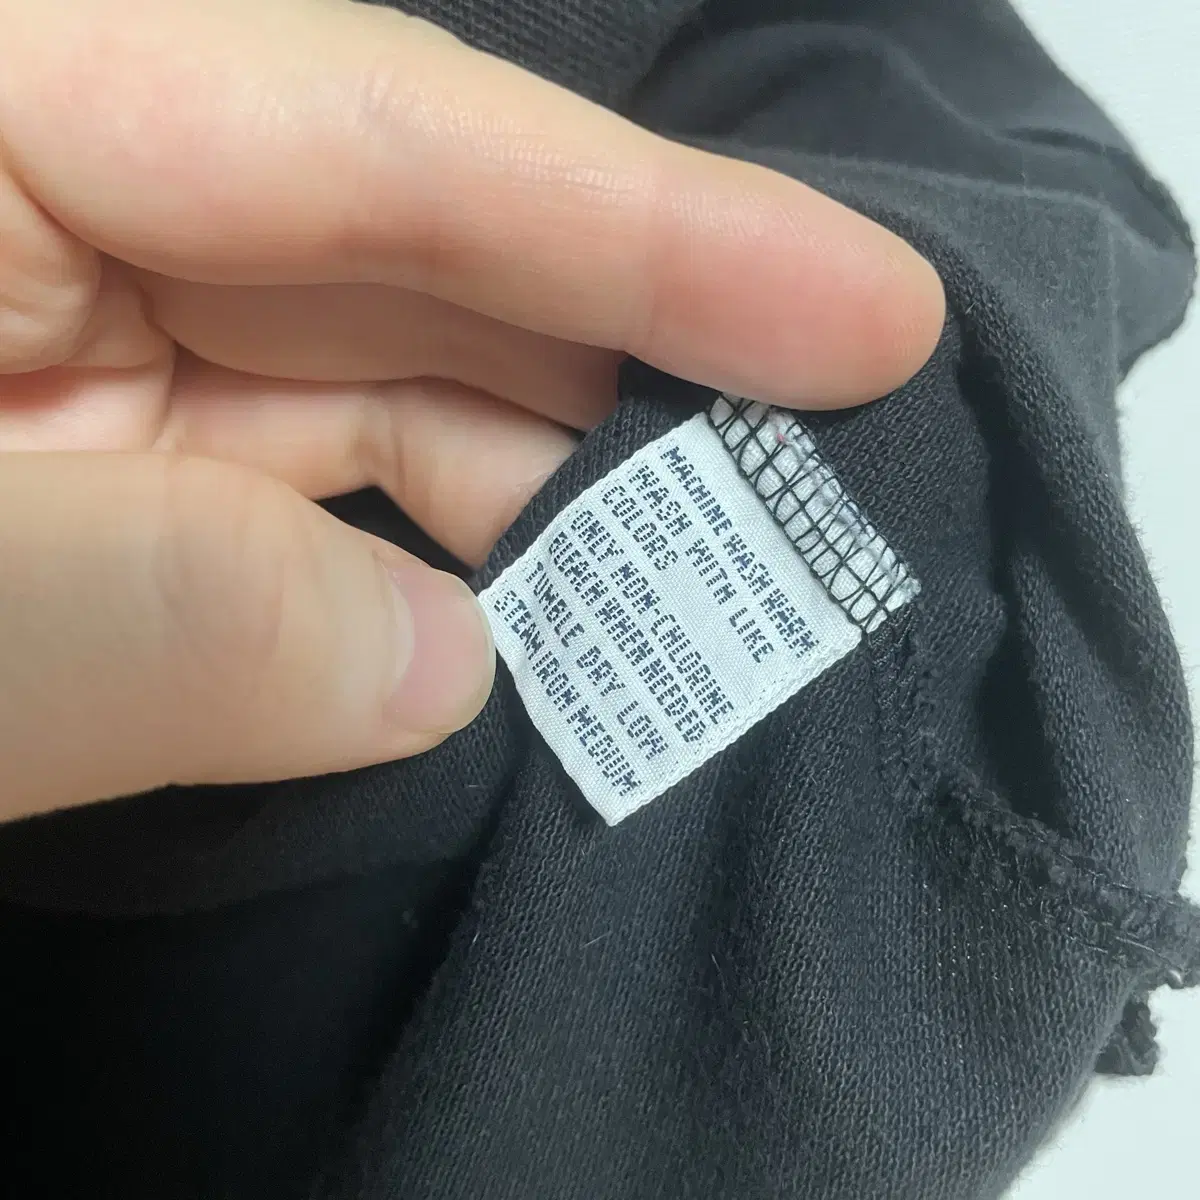 MACHINE WASH WARM
WASH WITH LIKE
COLORS
ONLY NON-CHLORINE
BLEACH WHEN NEEDED
TUMBLE DRY LOW
STEAM IRON MEDIUM